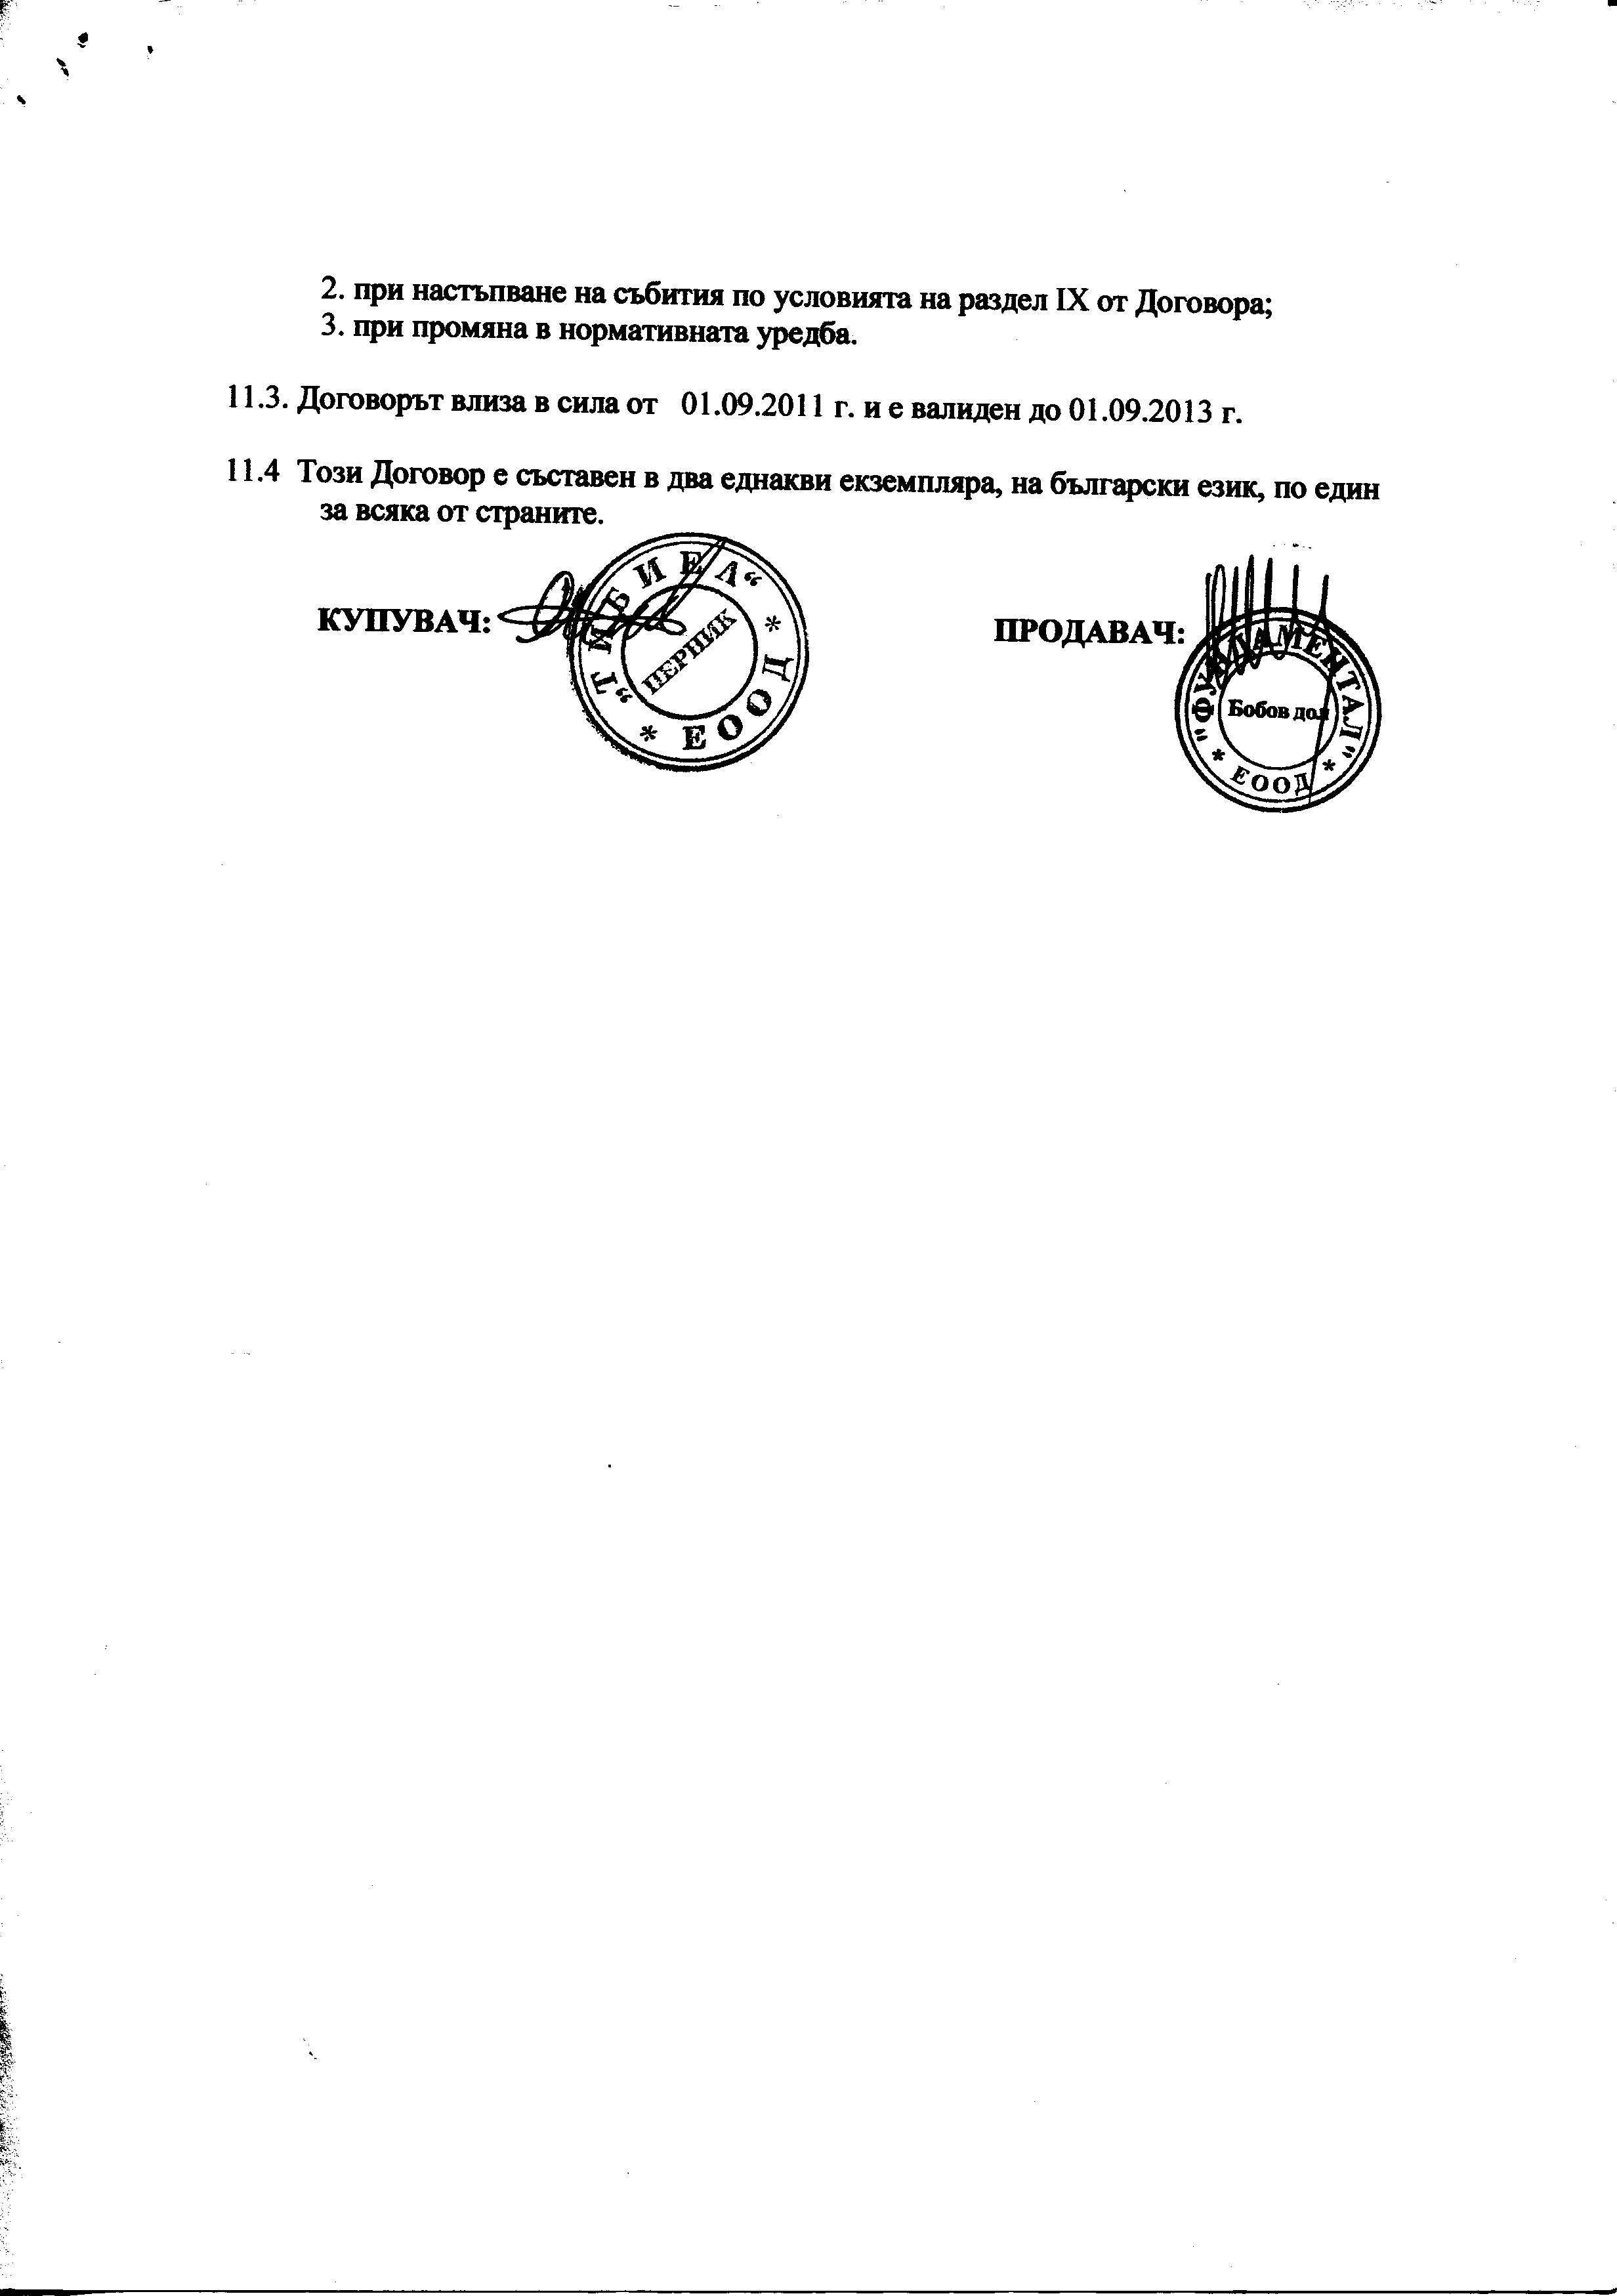 2. при настъпване на събития по условията на раздел IX от Договора;
3. при промяна в нормативната уредба.
11.3. Договорът влиза в сила от 01.09.2011 г. и е валиден до 01.09.2013 г.
11.4 Този Договор е съставен в два еднакви екземпляра, на български език, по един
за всяка от страните.
КУПУВАЧ:
"ТИБИЕЛ" * ЕООД *
ПЕРНИК
ПРОДАВАЧ:
"ФУНДАМЕНТАЛ" * ЕООД *
Бобов дол